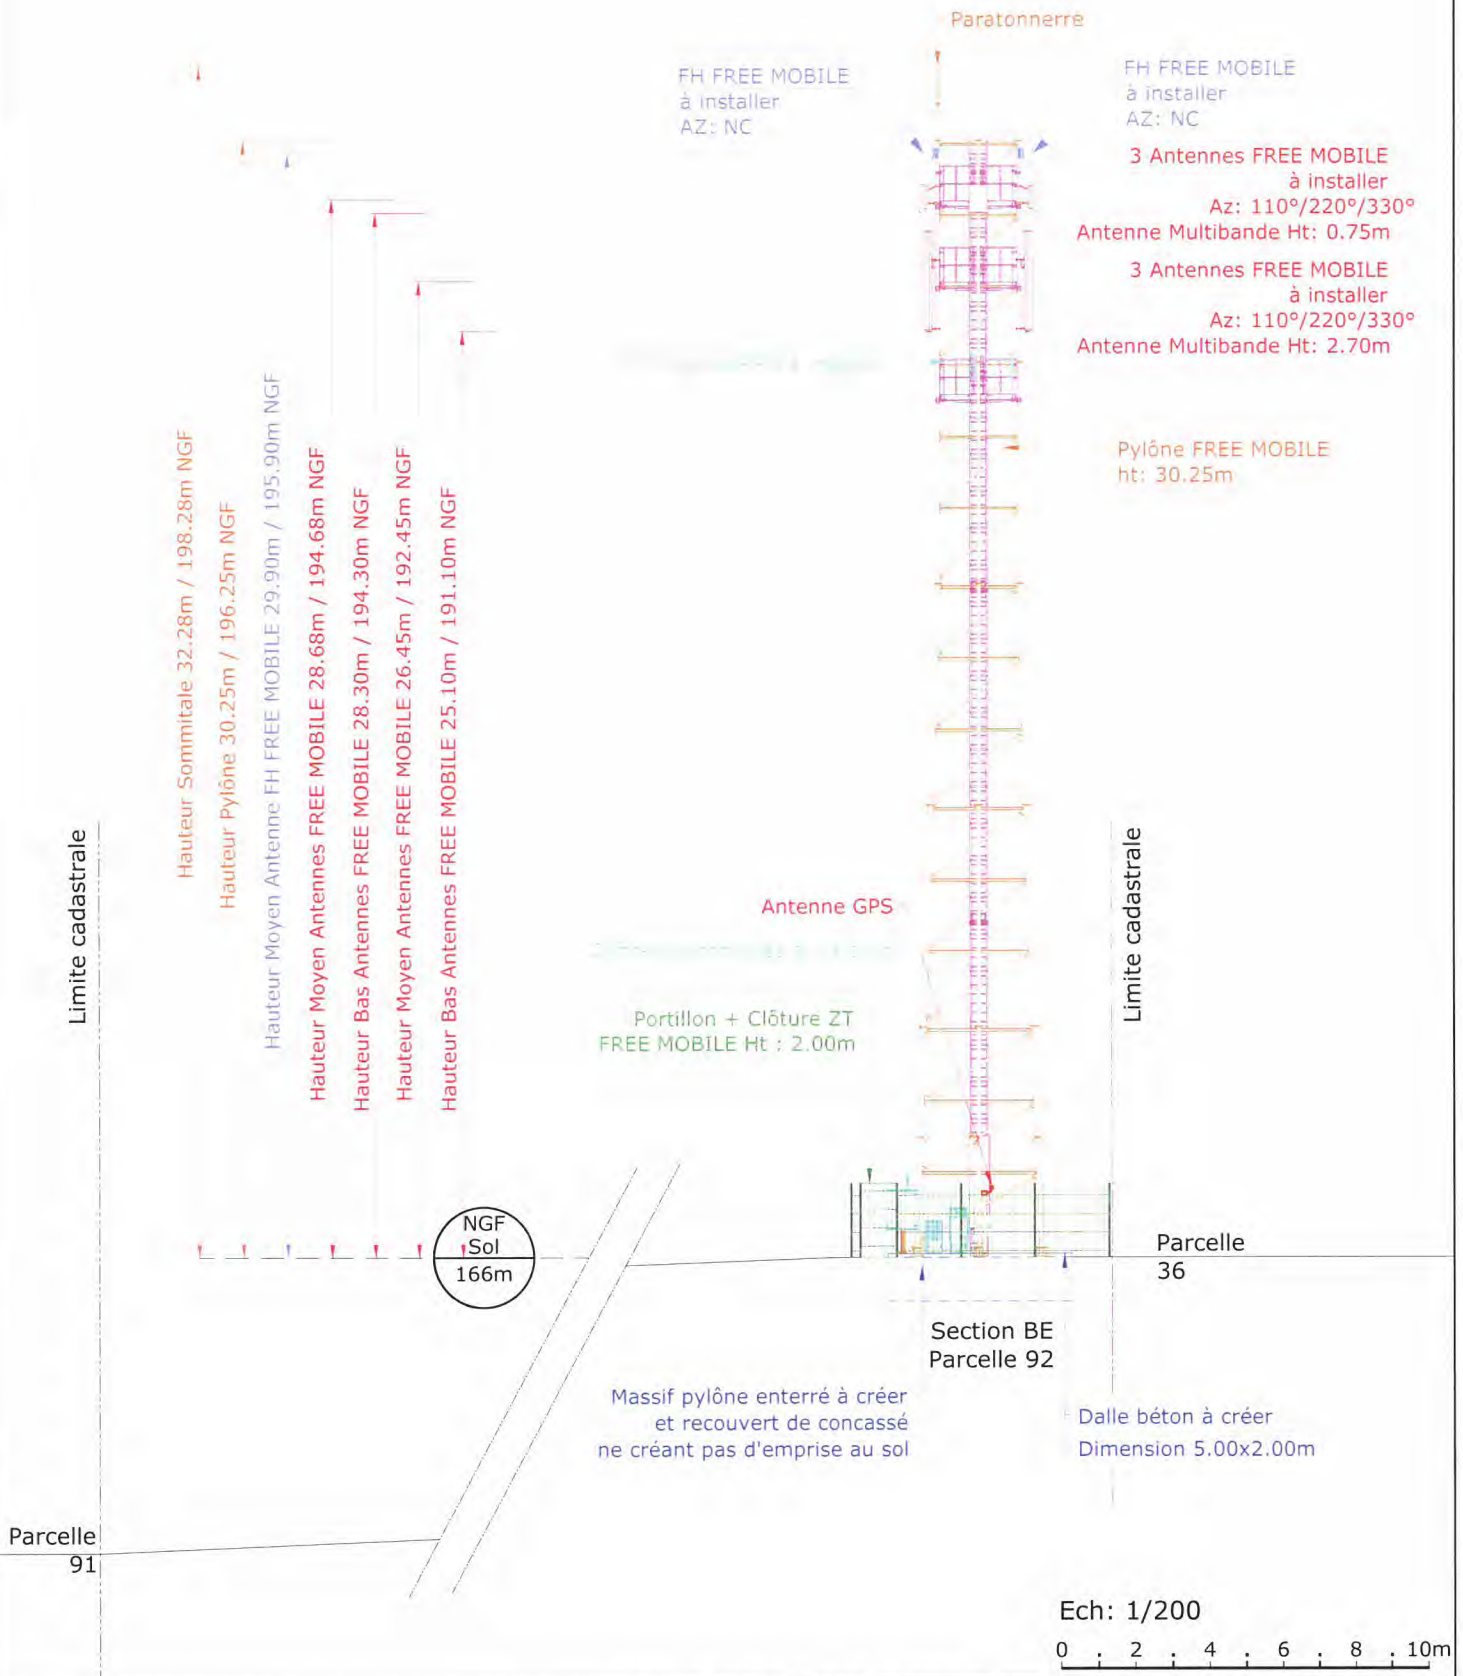 Paratonnerre
FH FREE MOBILE
à installer
AZ: NC
FH FREE MOBILE
à installer
AZ: NC
3 Antennes FREE MOBILE
à installer
Az: 110°/220°/330°
Antenne Multibande Ht: 0.75m
3 Antennes FREE MOBILE
à installer
Az: 110°/220°/330°
Antenne Multibande Ht: 2.70m
Pylône FREE MOBILE
ht: 30.25m
Hauteur Sommitale 32.28m / 198.28m NGF
Hauteur Pylône 30.25m / 196.25m NGF
Hauteur Moyen Antenne FH FREE MOBILE 29.90m / 195.90m NGF
Hauteur Moyen Antennes FREE MOBILE 28.68m / 194.68m NGF
Hauteur Bas Antennes FREE MOBILE 28.30m / 194.30m NGF
Hauteur Moyen Antennes FREE MOBILE 26.45m / 192.45m NGF
Hauteur Bas Antennes FREE MOBILE 25.10m / 191.10m NGF
Limite cadastrale
Limite cadastrale
Antenne GPS
Portillon + Clôture ZT
FREE MOBILE Ht : 2.00m
NGF
Sol
166m
Parcelle
36
Section BE
Parcelle 92
Massif pylône enterré à créer
et recouvert de concassé
ne créant pas d'emprise au sol
Dalle béton à créer
Dimension 5.00x2.00m
Parcelle
91
Ech: 1/200
0 . 2 . 4 . 6 . 8 . 10m